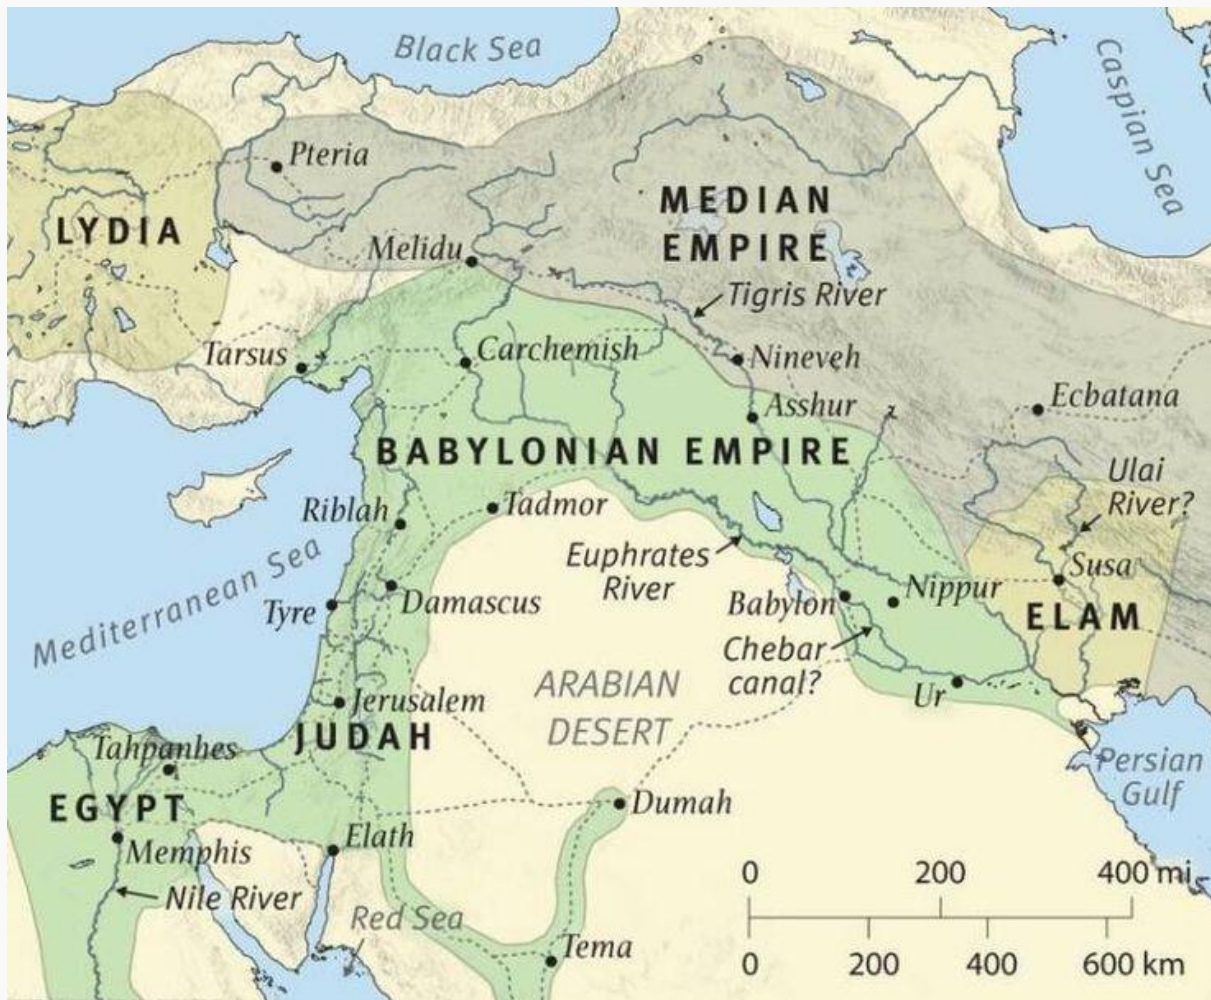 Black Sea
Caspian Sea
Pteria
LYDIA
MEDIAN
EMPIRE
Melidu
Tigris River
Tarsus
Carchemish
Nineveh
Ecbatana
Asshur
BABYLONIAN EMPIRE
Ulai
River?
Riblah
Tadmor
Mediterranean Sea
Euphrates
River
Susa
Nippur
Tyre
Damascus
Babylon
ELAM
Chebar
canal?
ARABIAN
DESERT
Jerusalem
Ur
JUDAH
Tahpanhes
Persian
Gulf
EGYPT
Dumah
Elath
Memphis
Nile River
Red Sea
Tema
0 200 400 mi
0 200 400 600 km